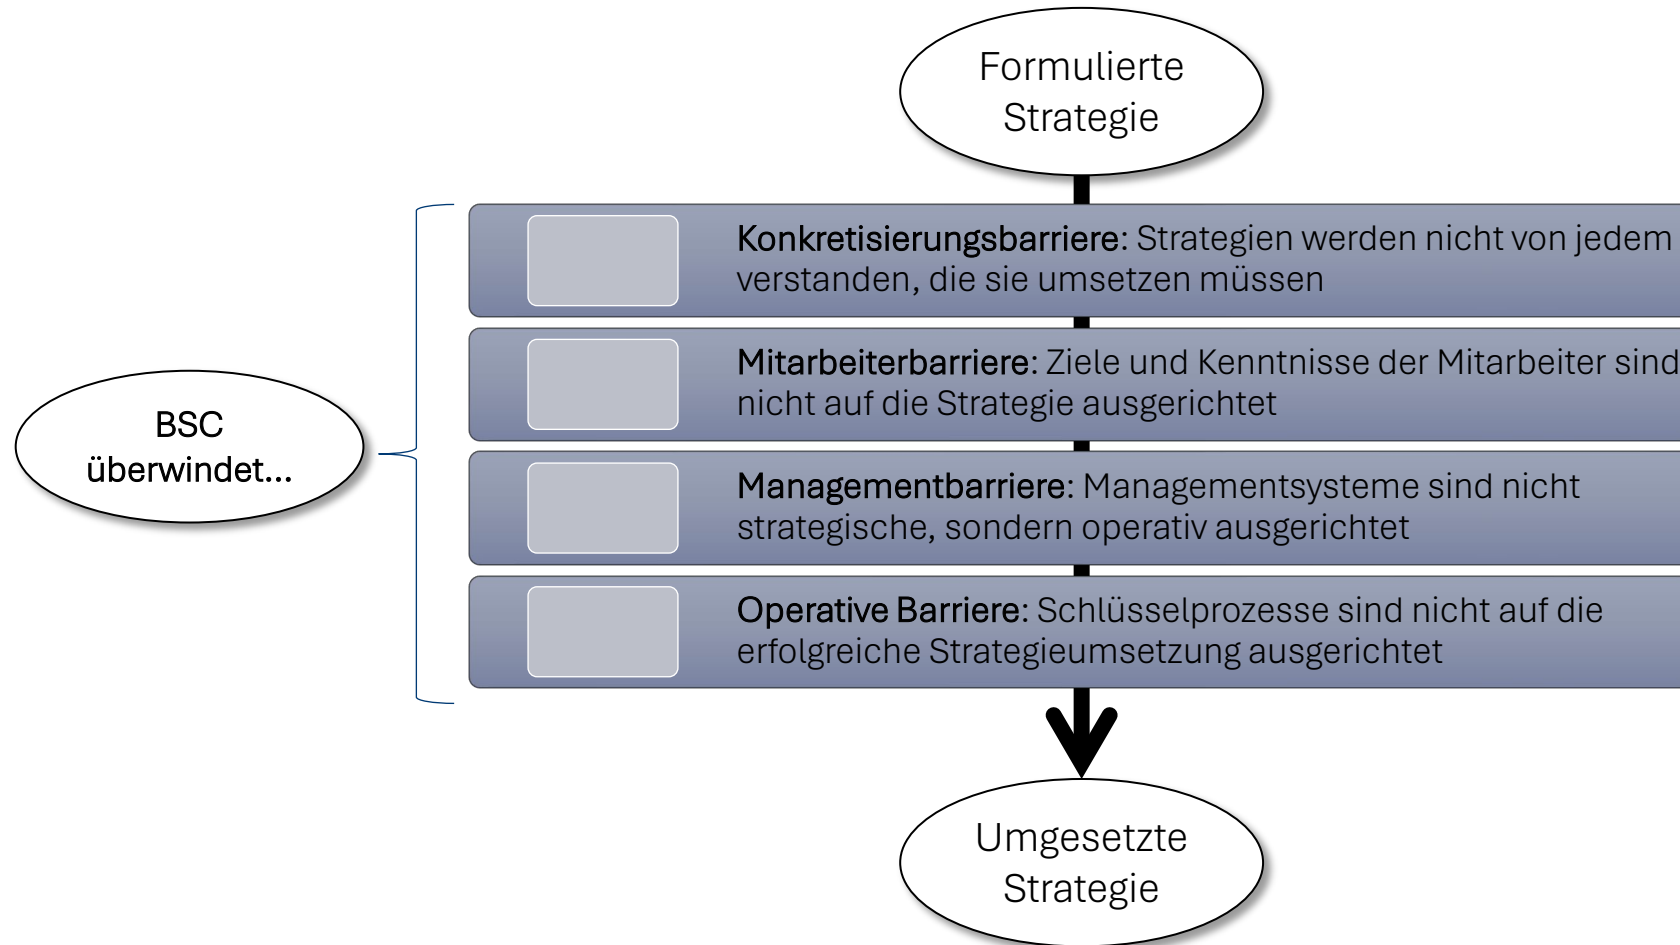 Formulierte
Strategie
Konkretisierungsbarriere: Strategien werden nicht von jedem
verstanden, die sie umsetzen müssen
Mitarbeiterbarriere: Ziele und Kenntnisse der Mitarbeiter sind
nicht auf die Strategie ausgerichtet
BSC
überwindet...
Managementbarriere: Managementsysteme sind nicht
strategische, sondern operativ ausgerichtet
Operative Barriere: Schlüsselprozesse sind nicht auf die
erfolgreiche Strategieumsetzung ausgerichtet
Umgesetzte
Strategie